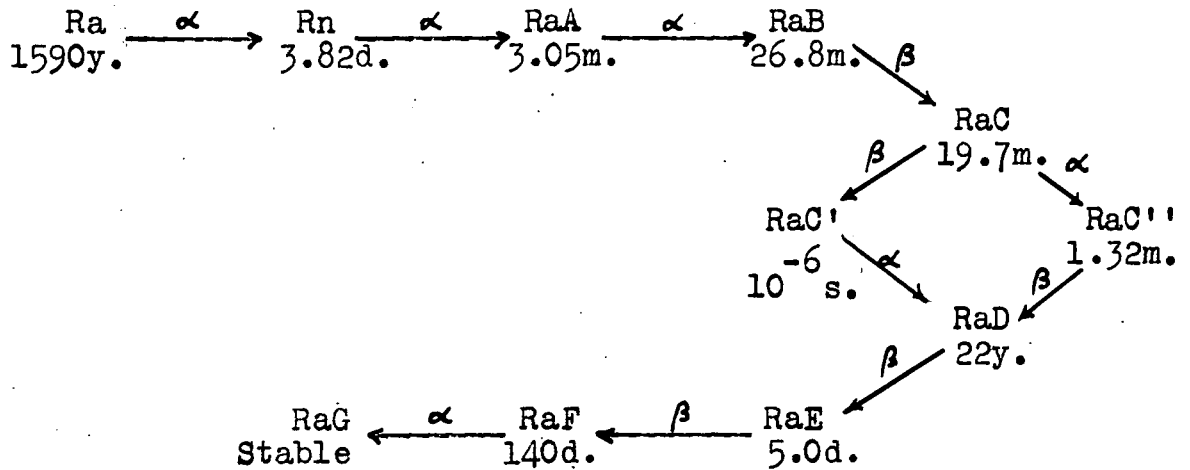 Ra α Rn α RaA α RaB
1590y. 3.82d. 3.05m. 26.8m. β
RaC
β 19.7m. α
RaC' RaC''
10⁻⁶ s. α β 1.32m.
RaD
β 22y.
RaG α RaF β RaE
Stable 140d. 5.0d.